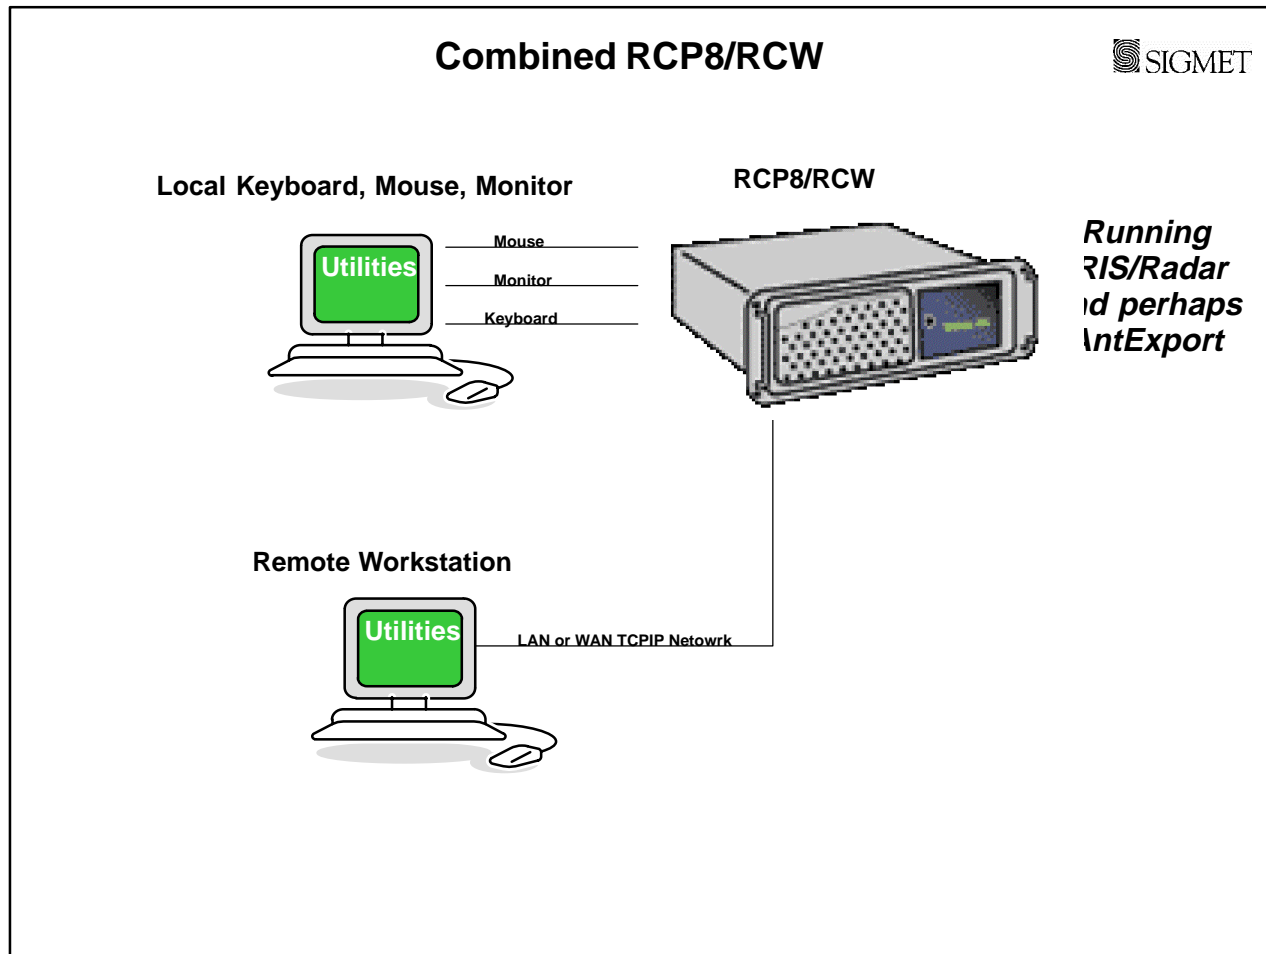 Combined RCP8/RCW
SIGMET
Local Keyboard, Mouse, Monitor
RCP8/RCW
Utilities
Mouse
Monitor
Keyboard
Running
RIS/Radar
nd perhaps
AntExport
Remote Workstation
Utilities
LAN or WAN TCPIP Netowrk